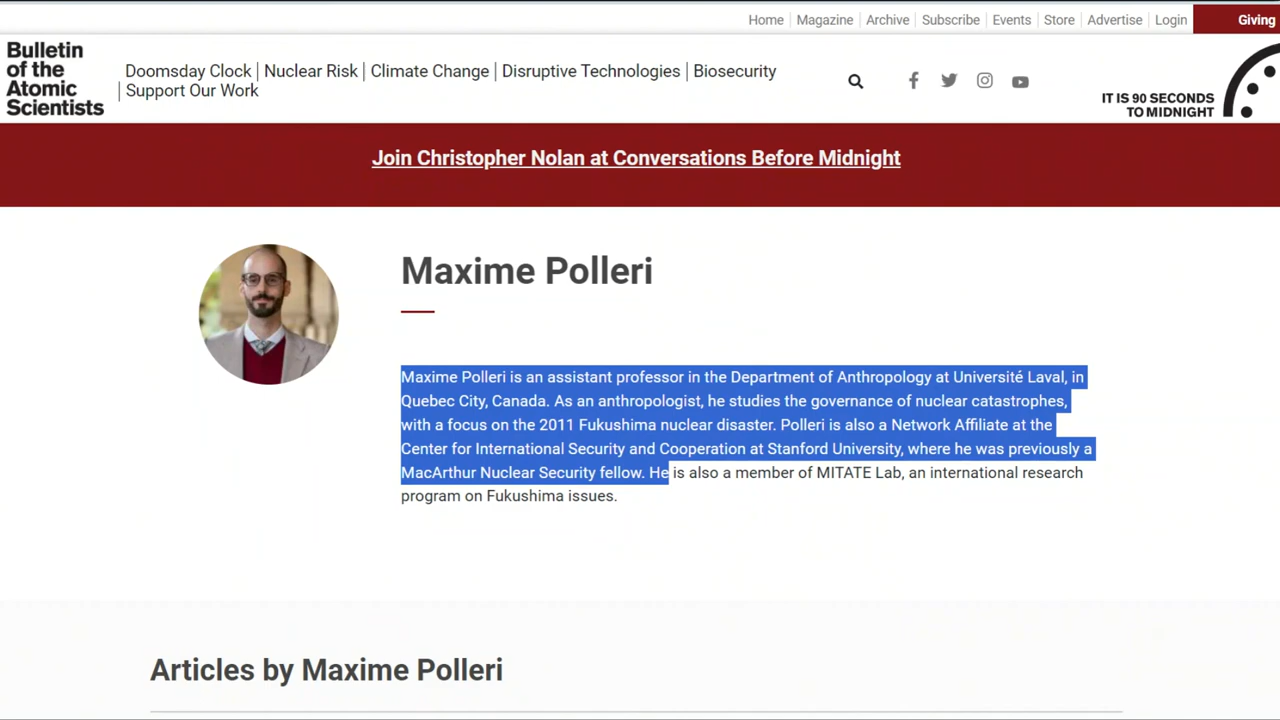 Home Magazine Archive Subscribe Events Store Advertise Login Giving
Bulletin
of the
Atomic
Scientists
Doomsday Clock | Nuclear Risk | Climate Change | Disruptive Technologies | Biosecurity
| Support Our Work
IT IS 90 SECONDS
TO MIDNIGHT
Join Christopher Nolan at Conversations Before Midnight
Maxime Polleri
Maxime Polleri is an assistant professor in the Department of Anthropology at Université Laval, in
Quebec City, Canada. As an anthropologist, he studies the governance of nuclear catastrophes,
with a focus on the 2011 Fukushima nuclear disaster. Polleri is also a Network Affiliate at the
Center for International Security and Cooperation at Stanford University, where he was previously a
MacArthur Nuclear Security fellow. He is also a member of MITATE Lab, an international research
program on Fukushima issues.
Articles by Maxime Polleri